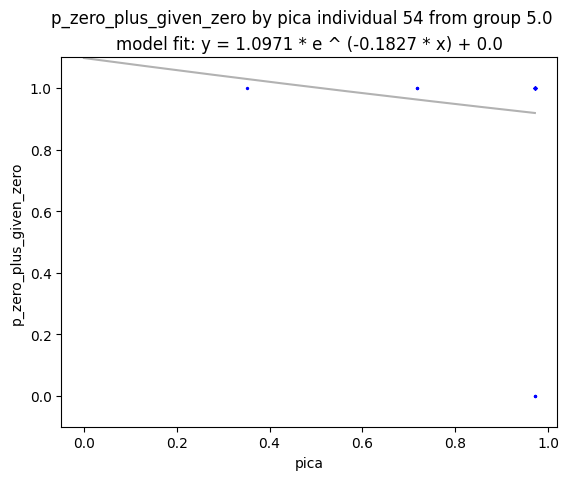 p_zero_plus_given_zero by pica individual 54 from group 5.0
model fit: y = 1.0971 * e ^ (-0.1827 * x) + 0.0
1.0
0.8
0.6
0.4
0.2
0.0
p_zero_plus_given_zero
0.0 0.2 0.4 0.6 0.8 1.0
pica